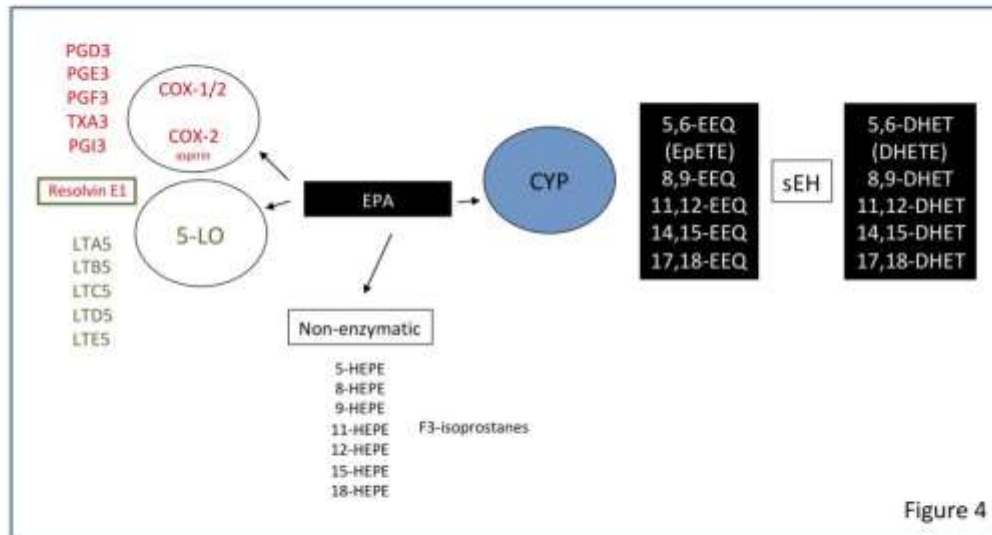 PGD3
PGE3
PGF3
TXA3
PGI3
COX-1/2
COX-2
aspirin
Resolvin E1
5-LO
LTA5
LTB5
LTC5
LTD5
LTE5
EPA
CYP
5,6-EEQ
(EpETE)
8,9-EEQ
11,12-EEQ
14,15-EEQ
17,18-EEQ
sEH
5,6-DHET
(DHETE)
8,9-DHET
11,12-DHET
14,15-DHET
17,18-DHET
Non-enzymatic
5-HEPE
8-HEPE
9-HEPE
11-HEPE
12-HEPE
15-HEPE
18-HEPE
F3-isoprostanes
Figure 4